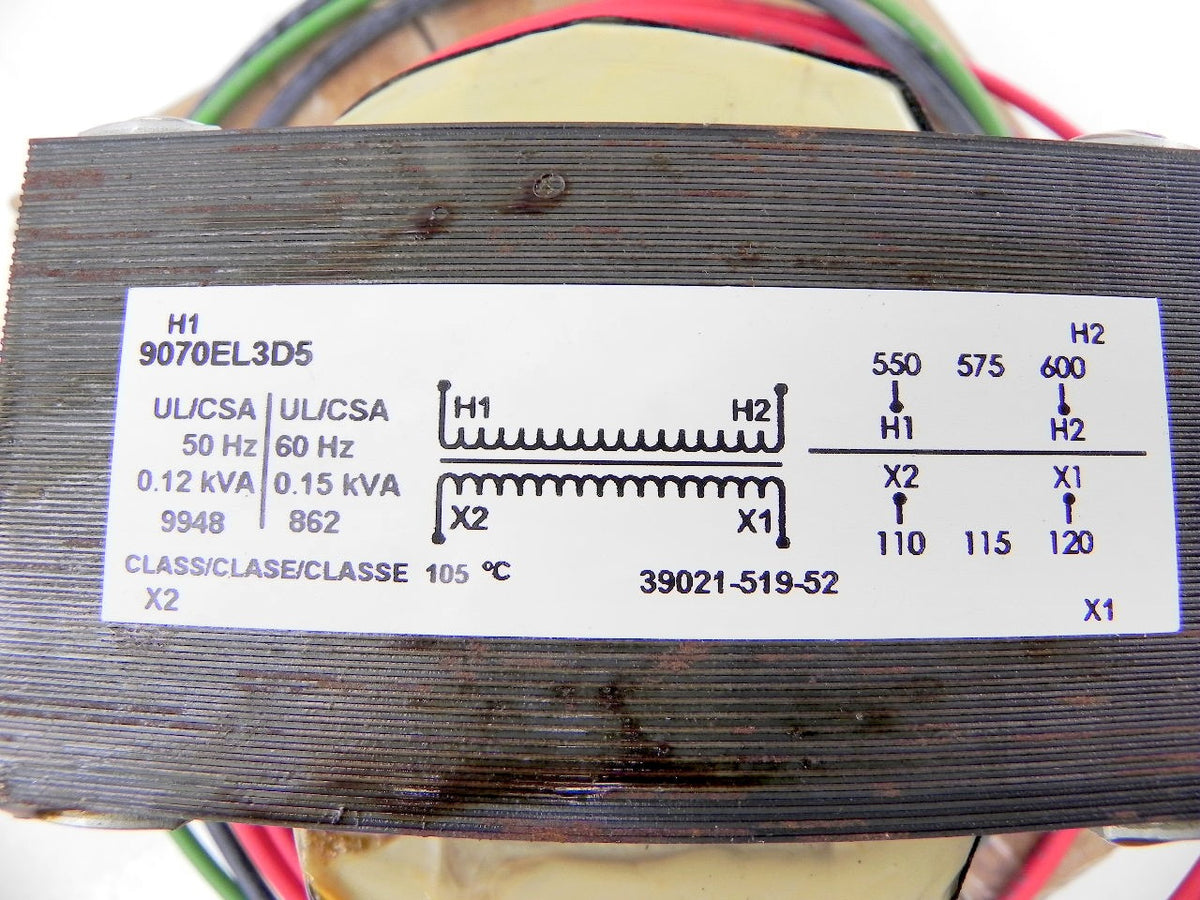 H1
9070EL3D5
UL/CSA UL/CSA
50 Hz 60 Hz
0.12 kVA 0.15 kVA
9948 862
CLASS/CLASE/CLASSE 105 °C
X2
H1 H2
X2 X1
39021-519-52
H2
550 575 600
H1 H2
X2 X1
110 115 120
X1